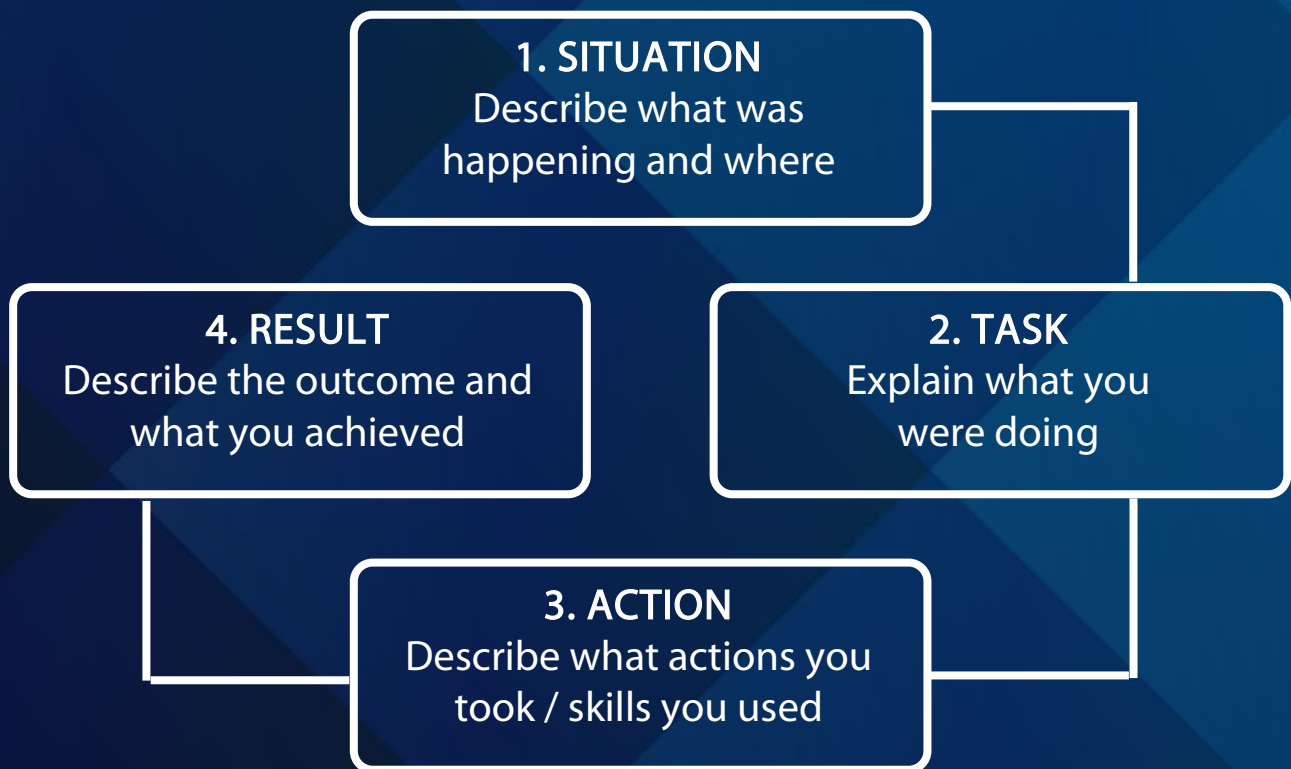 1. SITUATION
Describe what was
happening and where
2. TASK
Explain what you
were doing
3. ACTION
Describe what actions you
took / skills you used
4. RESULT
Describe the outcome and
what you achieved